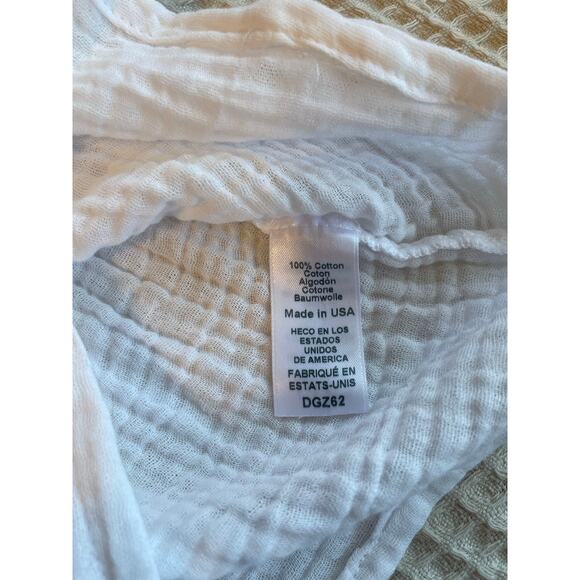 100% Cotton
Coton
Algodón
Cotone
Baumwolle
Made in USA
HECO EN LOS
ESTADOS
UNIDOS
DE AMERICA
FABRIQUÉ EN
ESTATS-UNIS
DGZ62